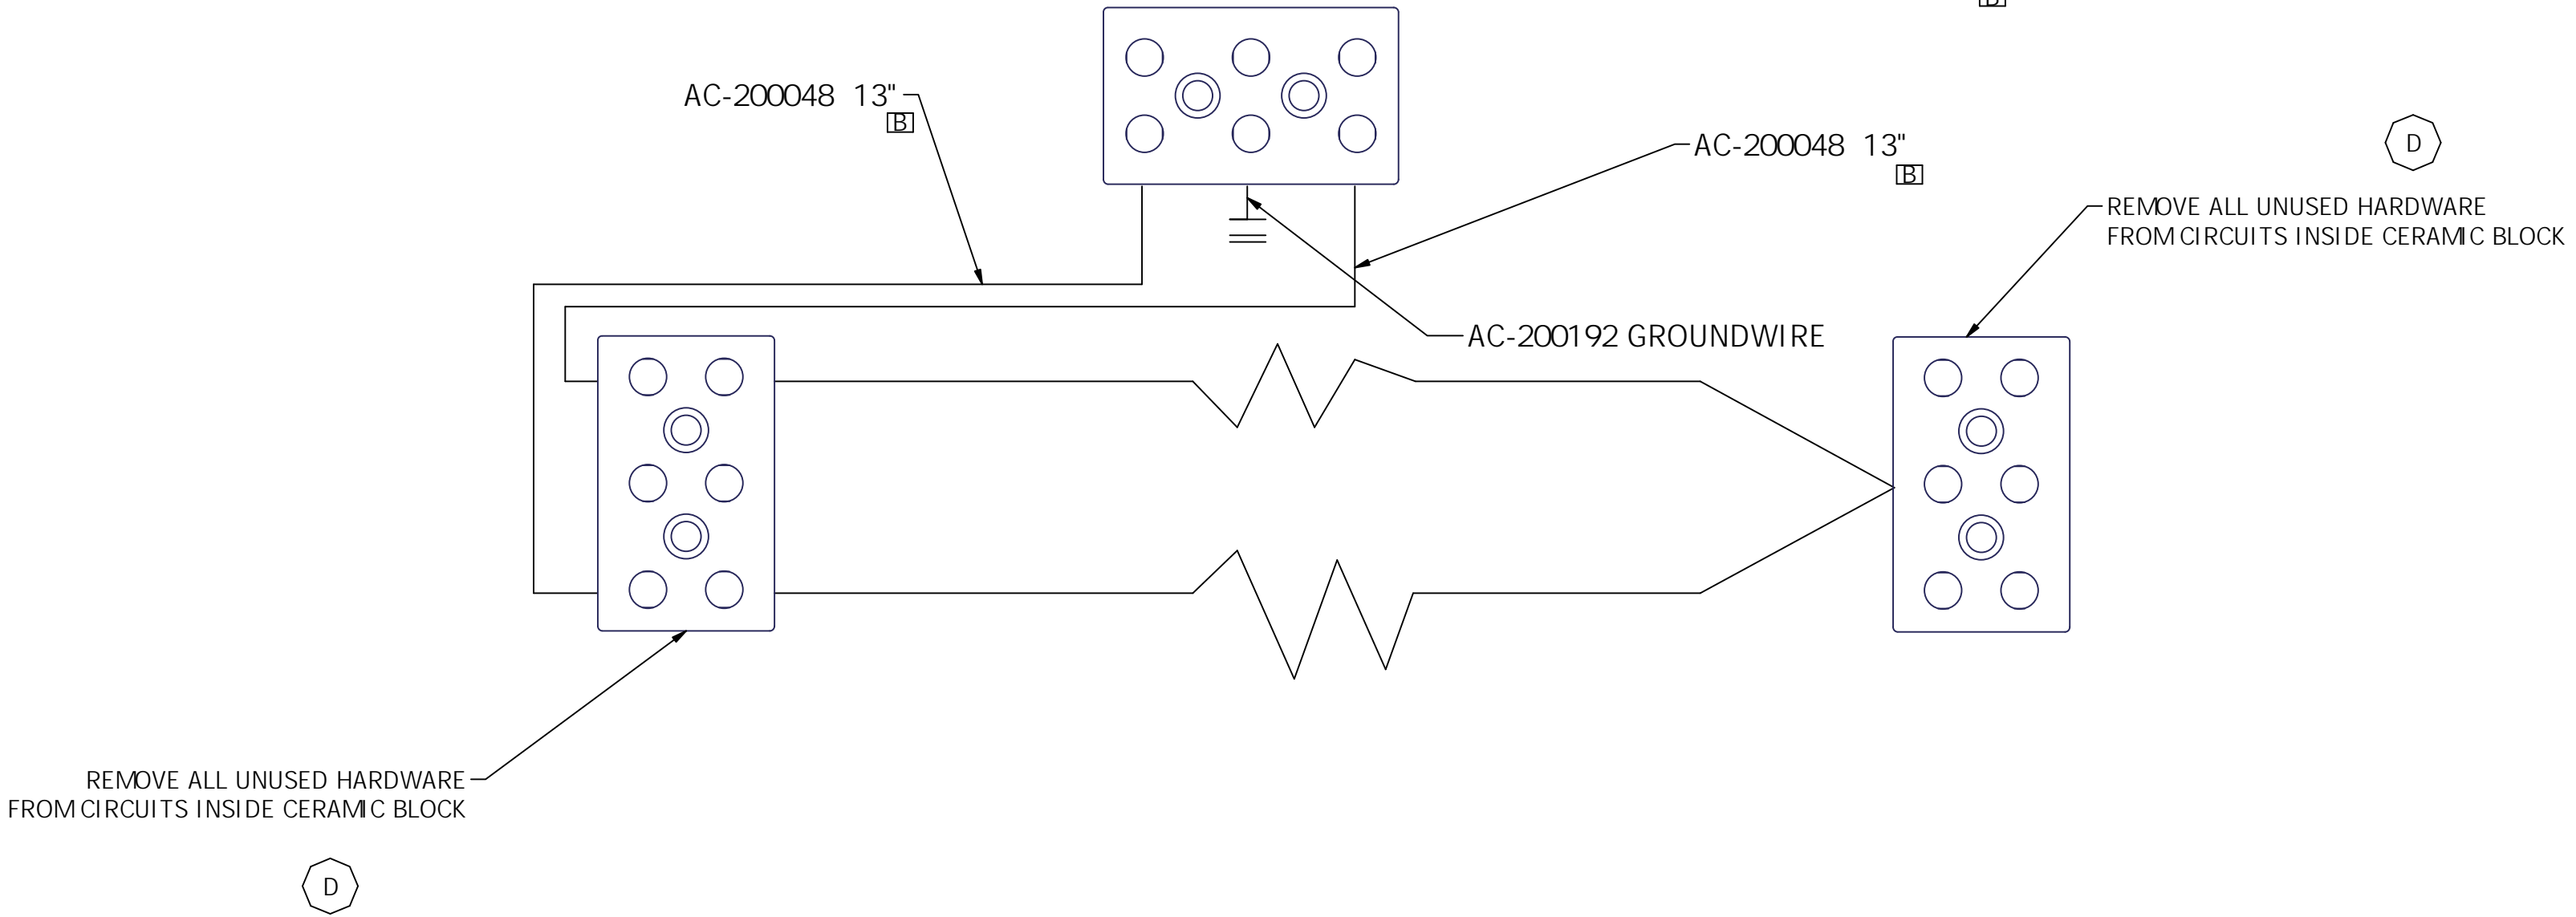 B
AC-200048 13"
B
AC-200048 13"
B
D
REMOVE ALL UNUSED HARDWARE
FROM CIRCUITS INSIDE CERAMIC BLOCK
AC-200192 GROUNDWIRE
REMOVE ALL UNUSED HARDWARE
FROM CIRCUITS INSIDE CERAMIC BLOCK
D